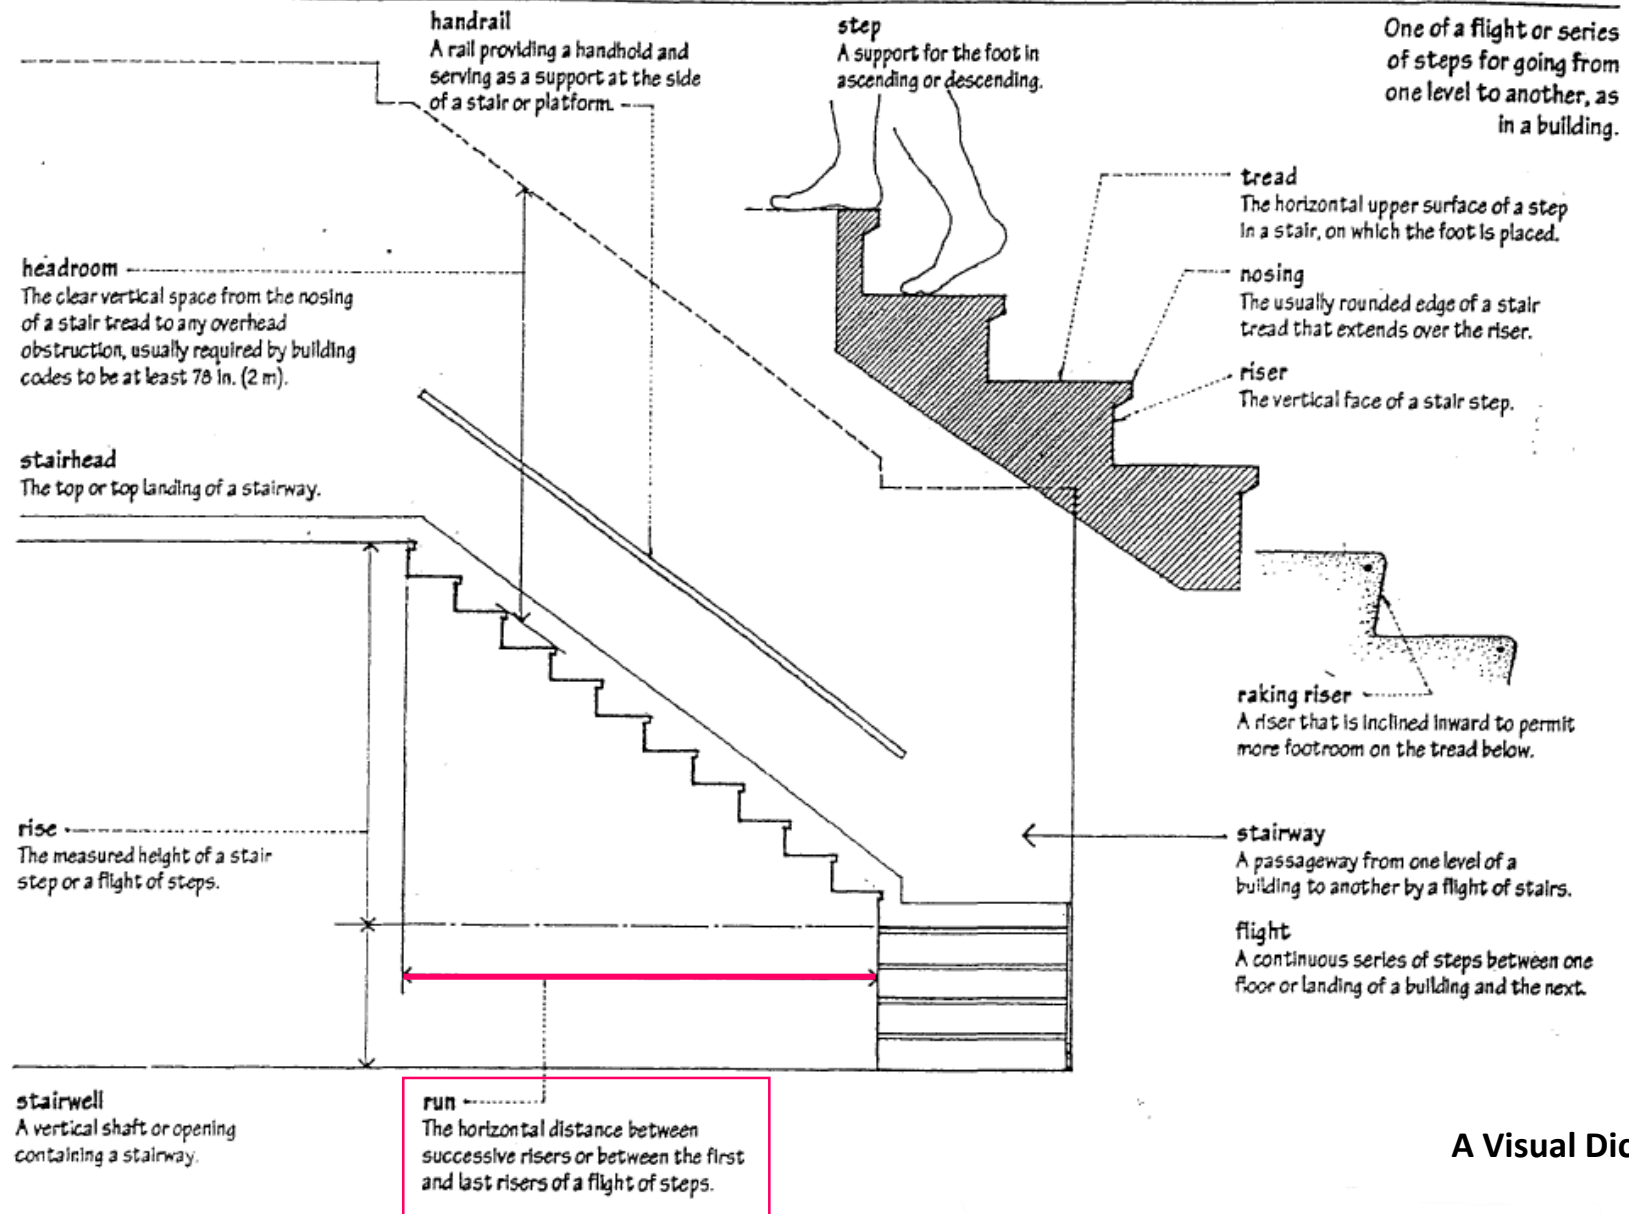 handrail
A rail providing a handhold and
serving as a support at the side
of a stair or platform.
step
A support for the foot in
ascending or descending.
One of a flight or series
of steps for going from
one level to another, as
in a building.
tread
The horizontal upper surface of a step
in a stair, on which the foot is placed.
nosing
The usually rounded edge of a stair
tread that extends over the riser.
riser
The vertical face of a stair step.
headroom
The clear vertical space from the nosing
of a stair tread to any overhead
obstruction, usually required by building
codes to be at least 78 in. (2 m).
stairhead
The top or top landing of a stairway.
raking riser
A riser that is inclined inward to permit
more footroom on the tread below.
rise
The measured height of a stair
step or a flight of steps.
stairway
A passageway from one level of a
building to another by a flight of stairs.
flight
A continuous series of steps between one
floor or landing of a building and the next.
stairwell
A vertical shaft or opening
containing a stairway.
run
The horizontal distance between
successive risers or between the first
and last risers of a flight of steps.
A Visual Dic